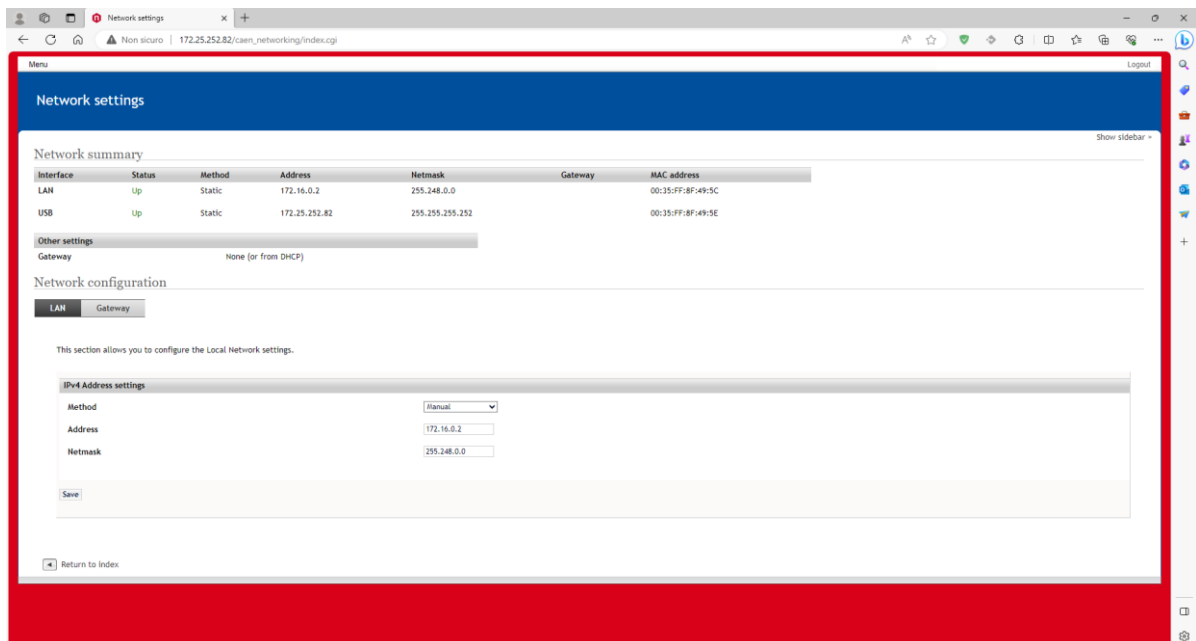 Network settings
Non sicuro | 172.25.252.82/caen_networking/index.cgi
Menu Logout
Network settings
Show sidebar »
Network summary
Interface Status Method Address Netmask Gateway MAC address
LAN Up Static 172.16.0.2 255.248.0.0 00:35:FF:8F:49:5C
USB Up Static 172.25.252.82 255.255.255.252 00:35:FF:8F:49:5E
Other settings
Gateway None (or from DHCP)
Network configuration
LAN Gateway
This section allows you to configure the Local Network settings.
IPv4 Address settings
Method Manual
Address 172.16.0.2
Netmask 255.248.0.0
Save
Return to index